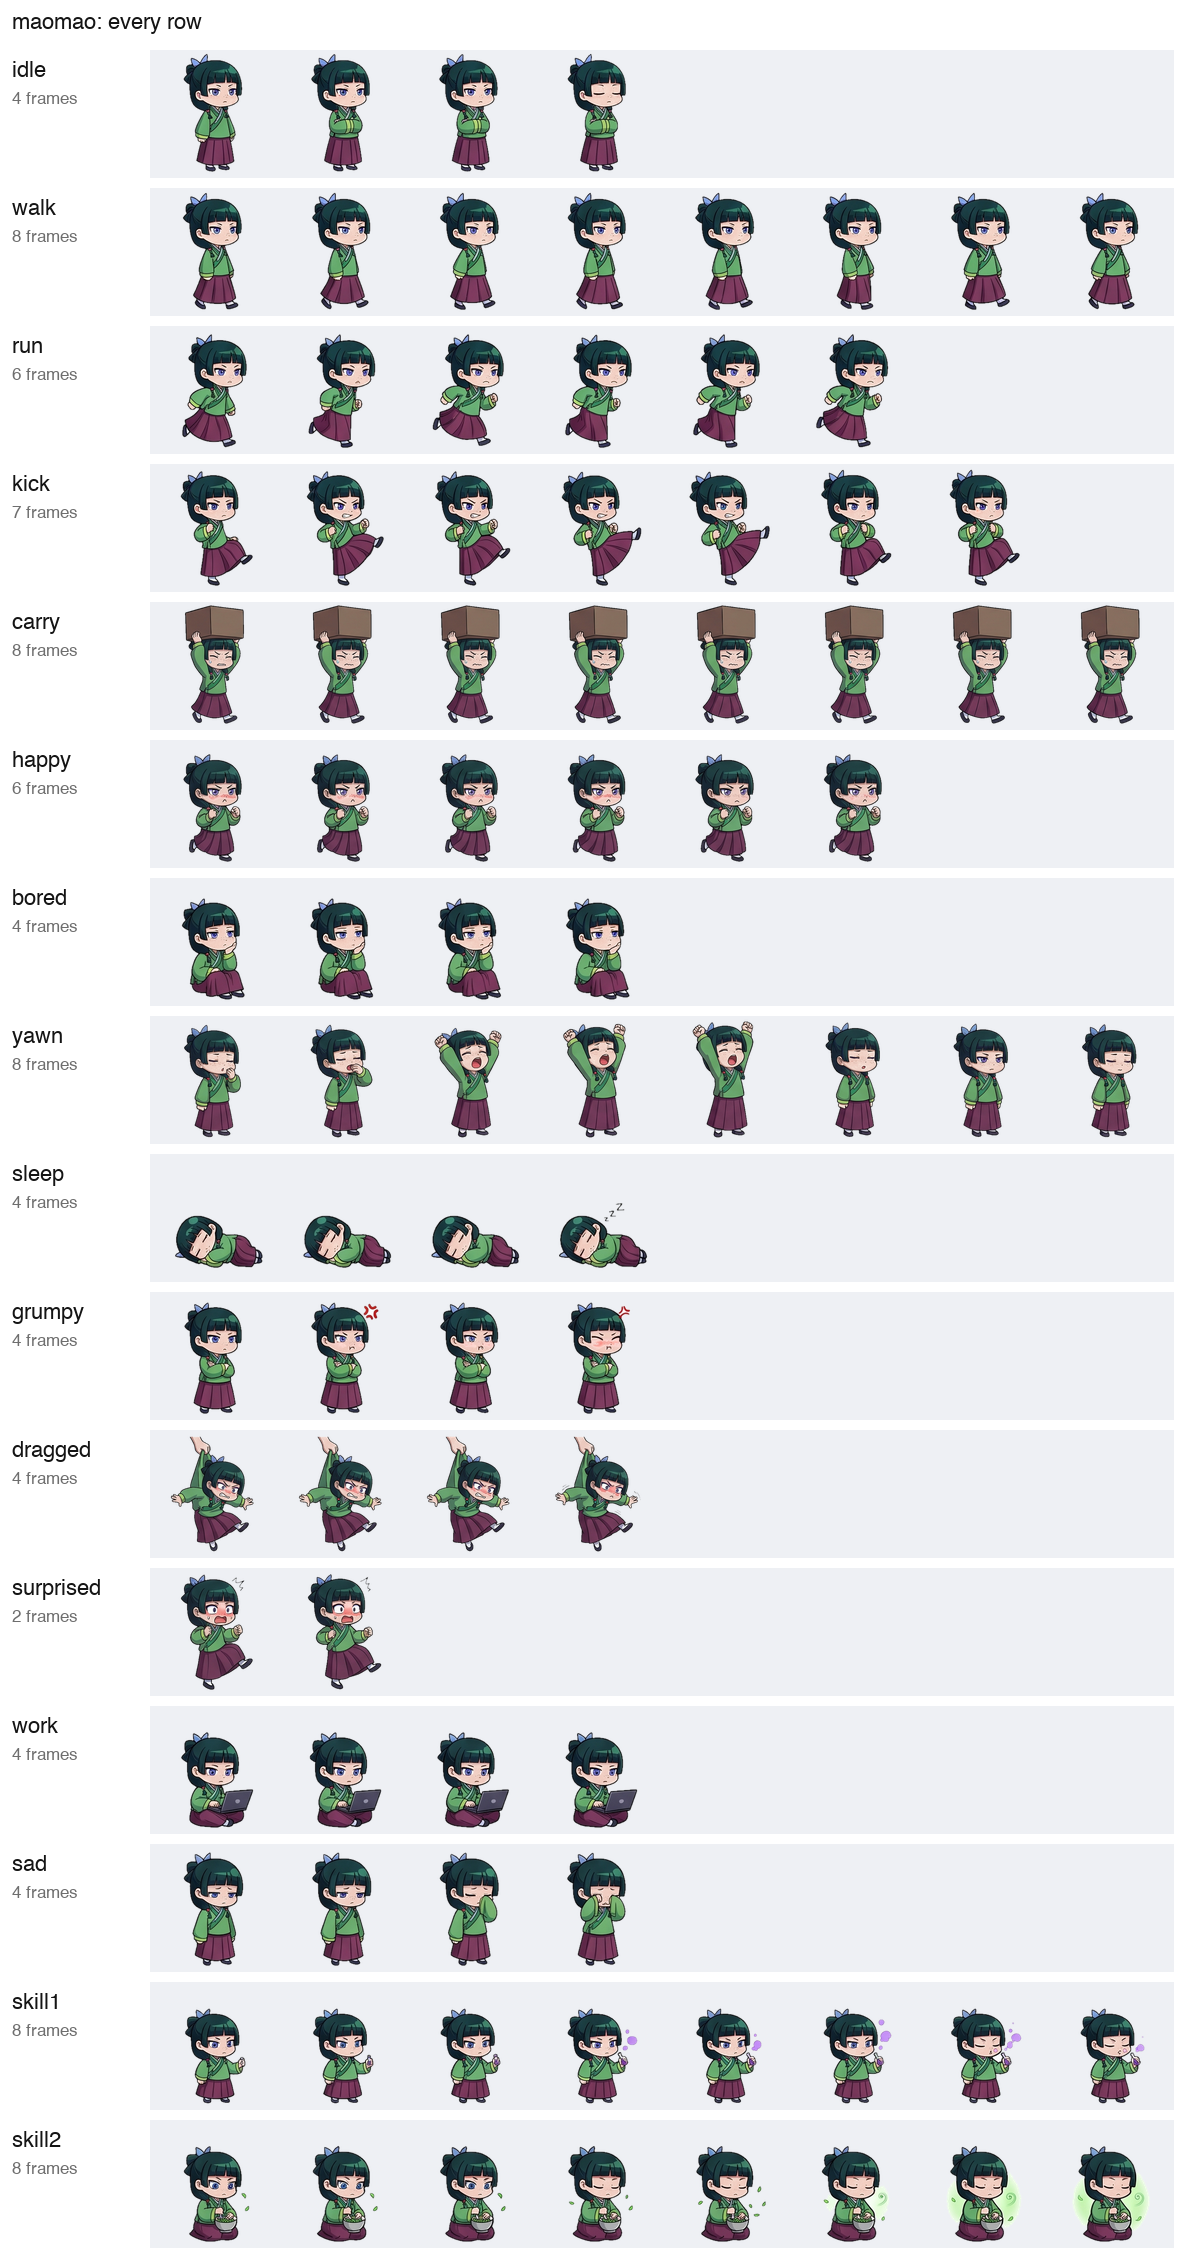 maomao: every row
idle
4 frames
walk
8 frames
run
6 frames
kick
7 frames
carry
8 frames
happy
6 frames
bored
4 frames
yawn
8 frames
sleep
4 frames
z z Z
grumpy
4 frames
dragged
4 frames
surprised
2 frames
work
4 frames
sad
4 frames
skill1
8 frames
skill2
8 frames